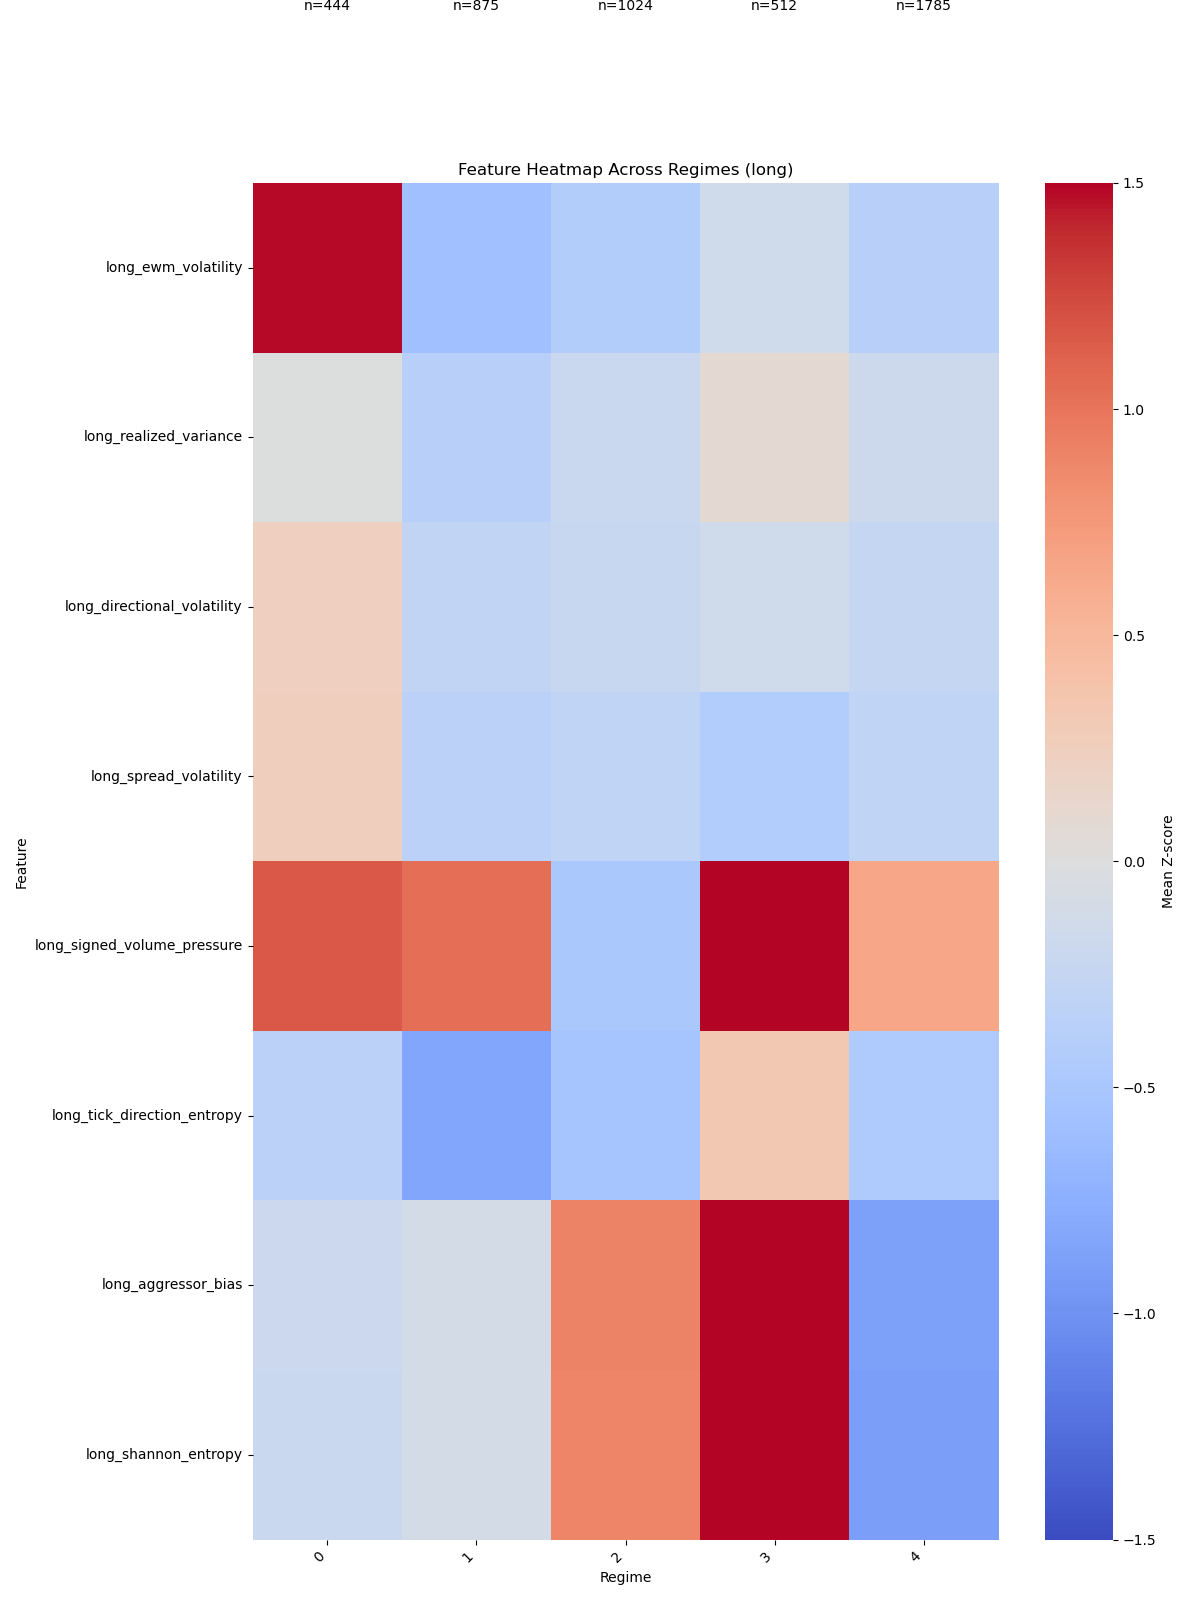 n=444 n=875 n=1024 n=512 n=1785
Feature Heatmap Across Regimes (long)
long_ewm_volatility
long_realized_variance
long_directional_volatility
long_spread_volatility
long_signed_volume_pressure
long_tick_direction_entropy
long_aggressor_bias
long_shannon_entropy
Feature
0 1 2 3 4
Regime
1.5
1.0
0.5
0.0
−0.5
−1.0
−1.5
Mean Z-score